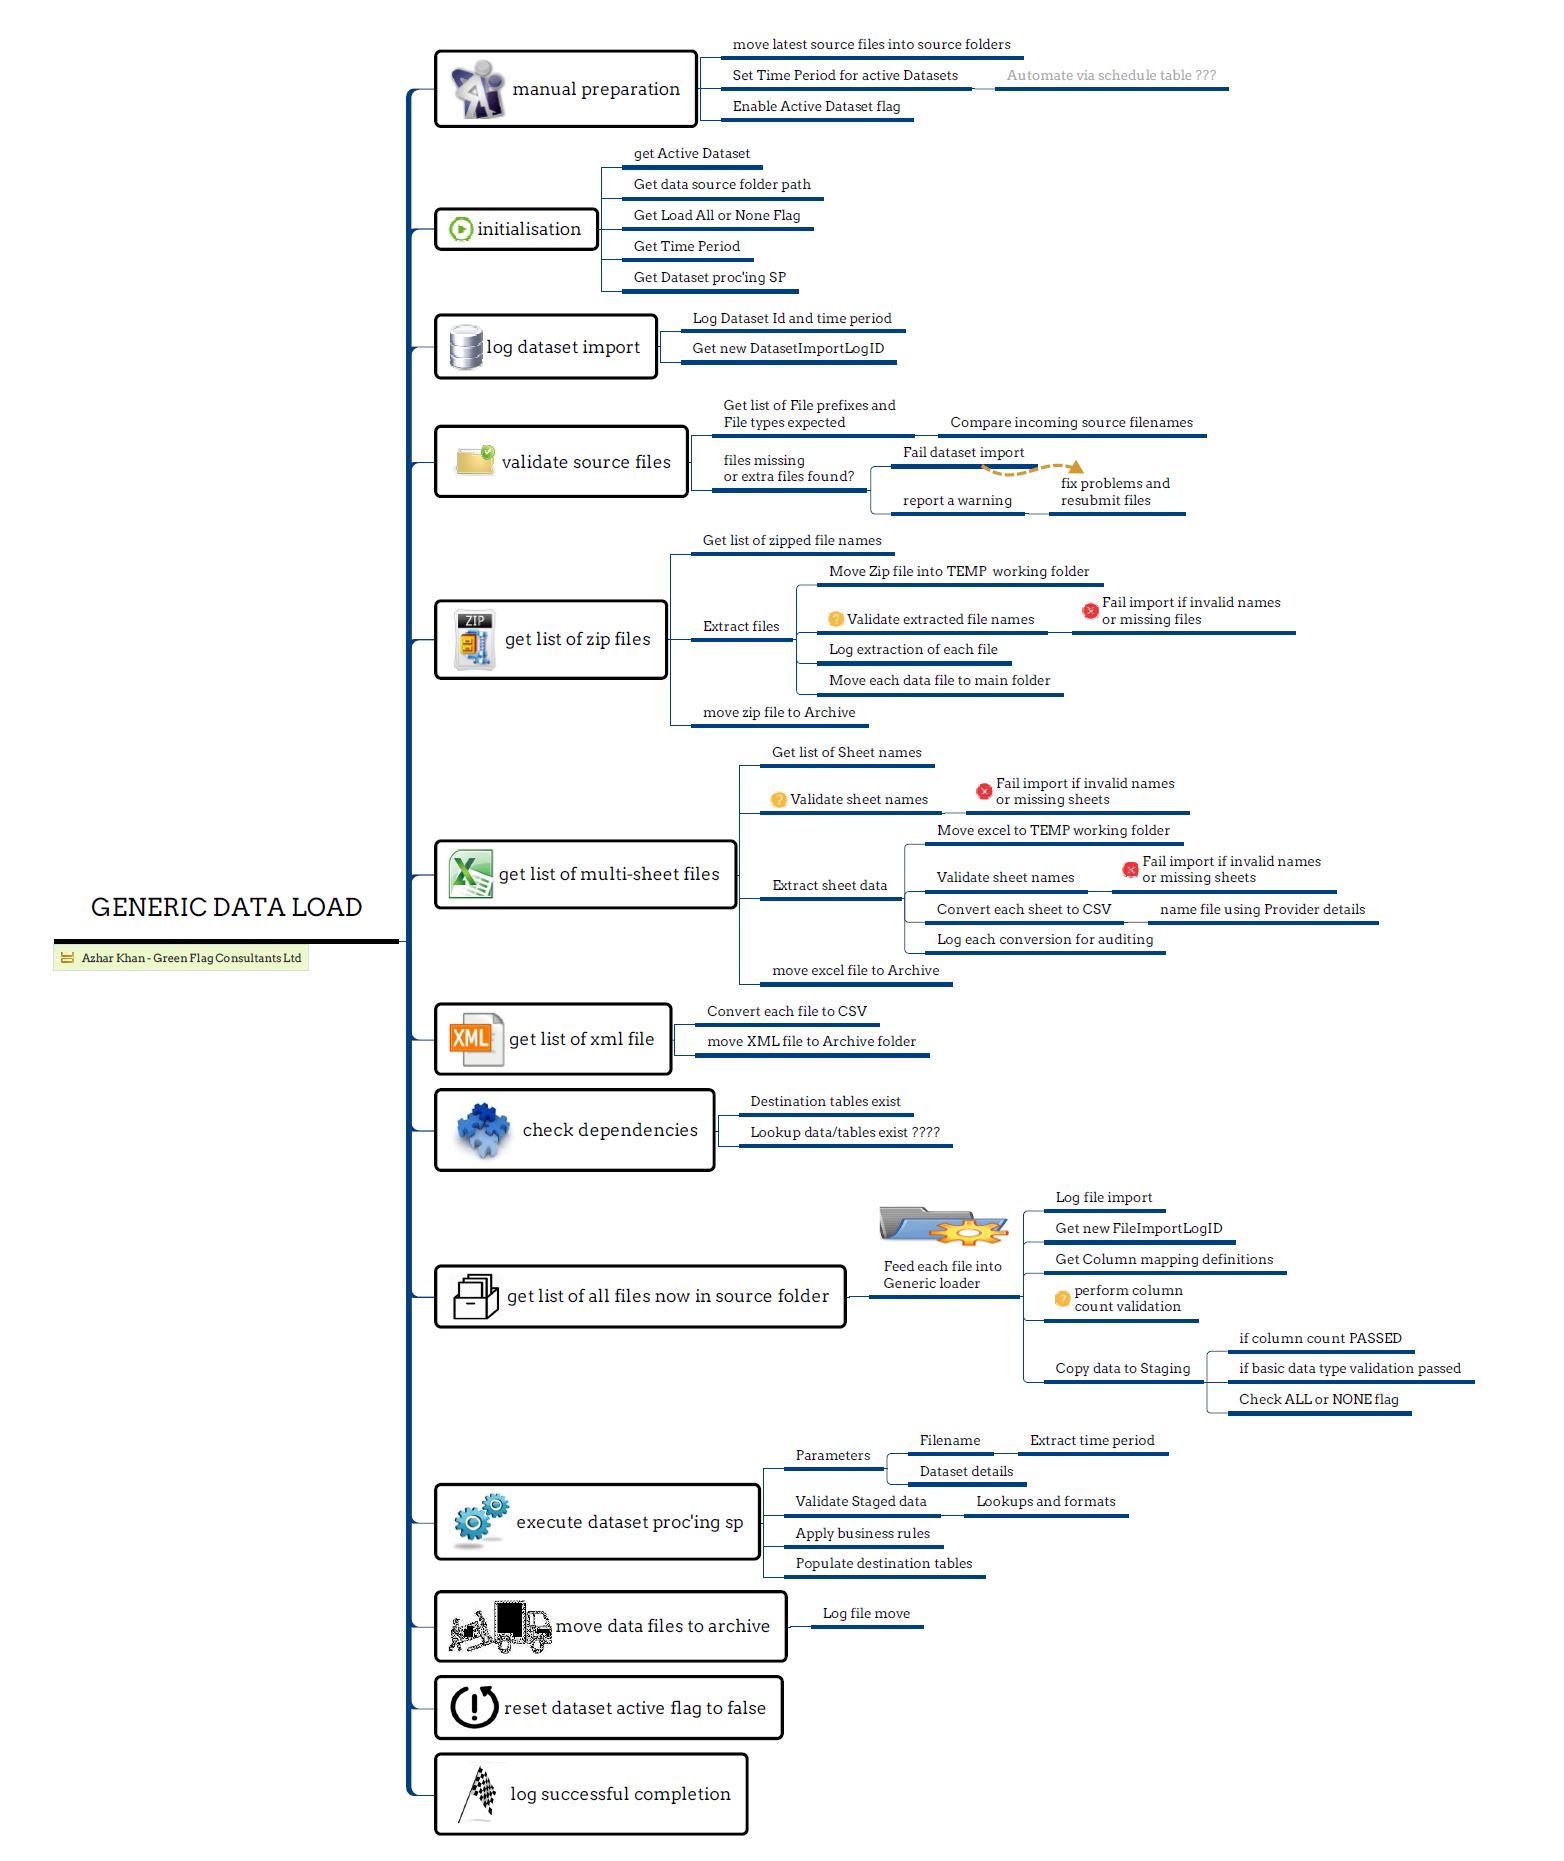 GENERIC DATA LOAD
Azhar Khan - Green Flag Consultants Ltd
manual preparation
move latest source files into source folders
Set Time Period for active Datasets
Automate via schedule table ???
Enable Active Dataset flag
initialisation
get Active Dataset
Get data source folder path
Get Load All or None Flag
Get Time Period
Get Dataset proc'ing SP
log dataset import
Log Dataset Id and time period
Get new DatasetImportLogID
validate source files
Get list of File prefixes and
File types expected
Compare incoming source filenames
files missing
or extra files found?
Fail dataset import
report a warning
fix problems and
resubmit files
ZIP
get list of zip files
Get list of zipped file names
Extract files
Move Zip file into TEMP  working folder
Validate extracted file names
Fail import if invalid names
or missing files
Log extraction of each file
Move each data file to main folder
move zip file to Archive
get list of multi-sheet files
Get list of Sheet names
Validate sheet names
Fail import if invalid names
or missing sheets
Extract sheet data
Move excel to TEMP working folder
Validate sheet names
Fail import if invalid names
or missing sheets
Convert each sheet to CSV
name file using Provider details
Log each conversion for auditing
move excel file to Archive
XML
get list of xml file
Convert each file to CSV
move XML file to Archive folder
check dependencies
Destination tables exist
Lookup data/tables exist ????
get list of all files now in source folder
Feed each file into
Generic loader
Log file import
Get new FileImportLogID
Get Column mapping definitions
perform column
count validation
Copy data to Staging
if column count PASSED
if basic data type validation passed
Check ALL or NONE flag
execute dataset proc'ing sp
Parameters
Filename
Extract time period
Dataset details
Validate Staged data
Lookups and formats
Apply business rules
Populate destination tables
move data files to archive
Log file move
reset dataset active flag to false
log successful completion